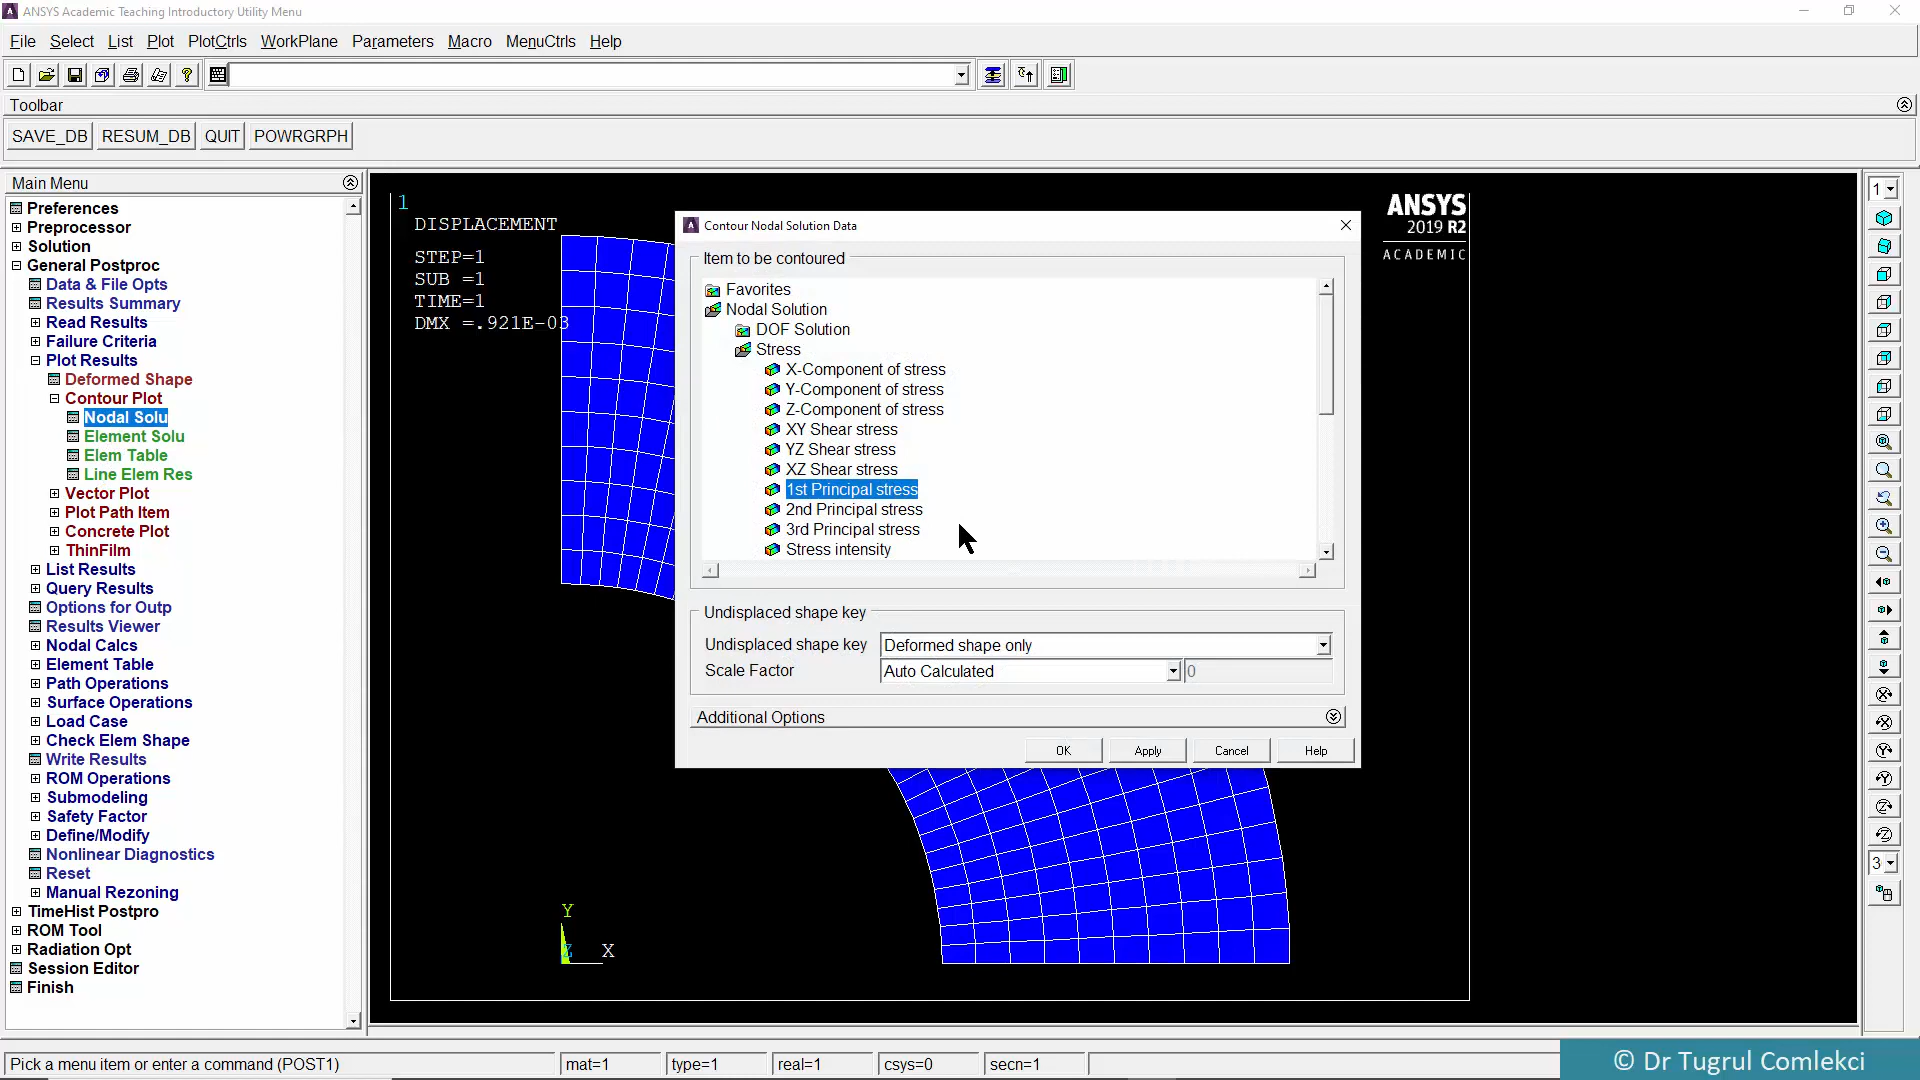 ANSYS Academic Teaching Introductory Utility Menu
File Select List Plot PlotCtrls WorkPlane Parameters Macro MenuCtrls Help
Toolbar
SAVE_DB RESUM_DB QUIT POWRGRPH
Main Menu
Preferences
Preprocessor
Solution
General Postproc
Data & File Opts
Results Summary
Read Results
Failure Criteria
Plot Results
Deformed Shape
Contour Plot
Nodal Solu
Element Solu
Elem Table
Line Elem Res
Vector Plot
Plot Path Item
Concrete Plot
ThinFilm
List Results
Query Results
Options for Outp
Results Viewer
Nodal Calcs
Element Table
Path Operations
Surface Operations
Load Case
Check Elem Shape
Write Results
ROM Operations
Submodeling
Safety Factor
Define/Modify
Nonlinear Diagnostics
Reset
Manual Rezoning
TimeHist Postpro
ROM Tool
Radiation Opt
Session Editor
Finish
1
DISPLACEMENT
STEP=1
SUB =1
TIME=1
DMX =.921E-03
ANSYS
2019 R2
ACADEMIC
Y
Z X
Contour Nodal Solution Data
Item to be contoured
Favorites
Nodal Solution
DOF Solution
Stress
X-Component of stress
Y-Component of stress
Z-Component of stress
XY Shear stress
YZ Shear stress
XZ Shear stress
1st Principal stress
2nd Principal stress
3rd Principal stress
Stress intensity
Undisplaced shape key
Undisplaced shape key Deformed shape only
Scale Factor Auto Calculated 0
Additional Options
OK Apply Cancel Help
1
3
Pick a menu item or enter a command (POST1) mat=1 type=1 real=1 csys=0 secn=1
© Dr Tugrul Comlekci